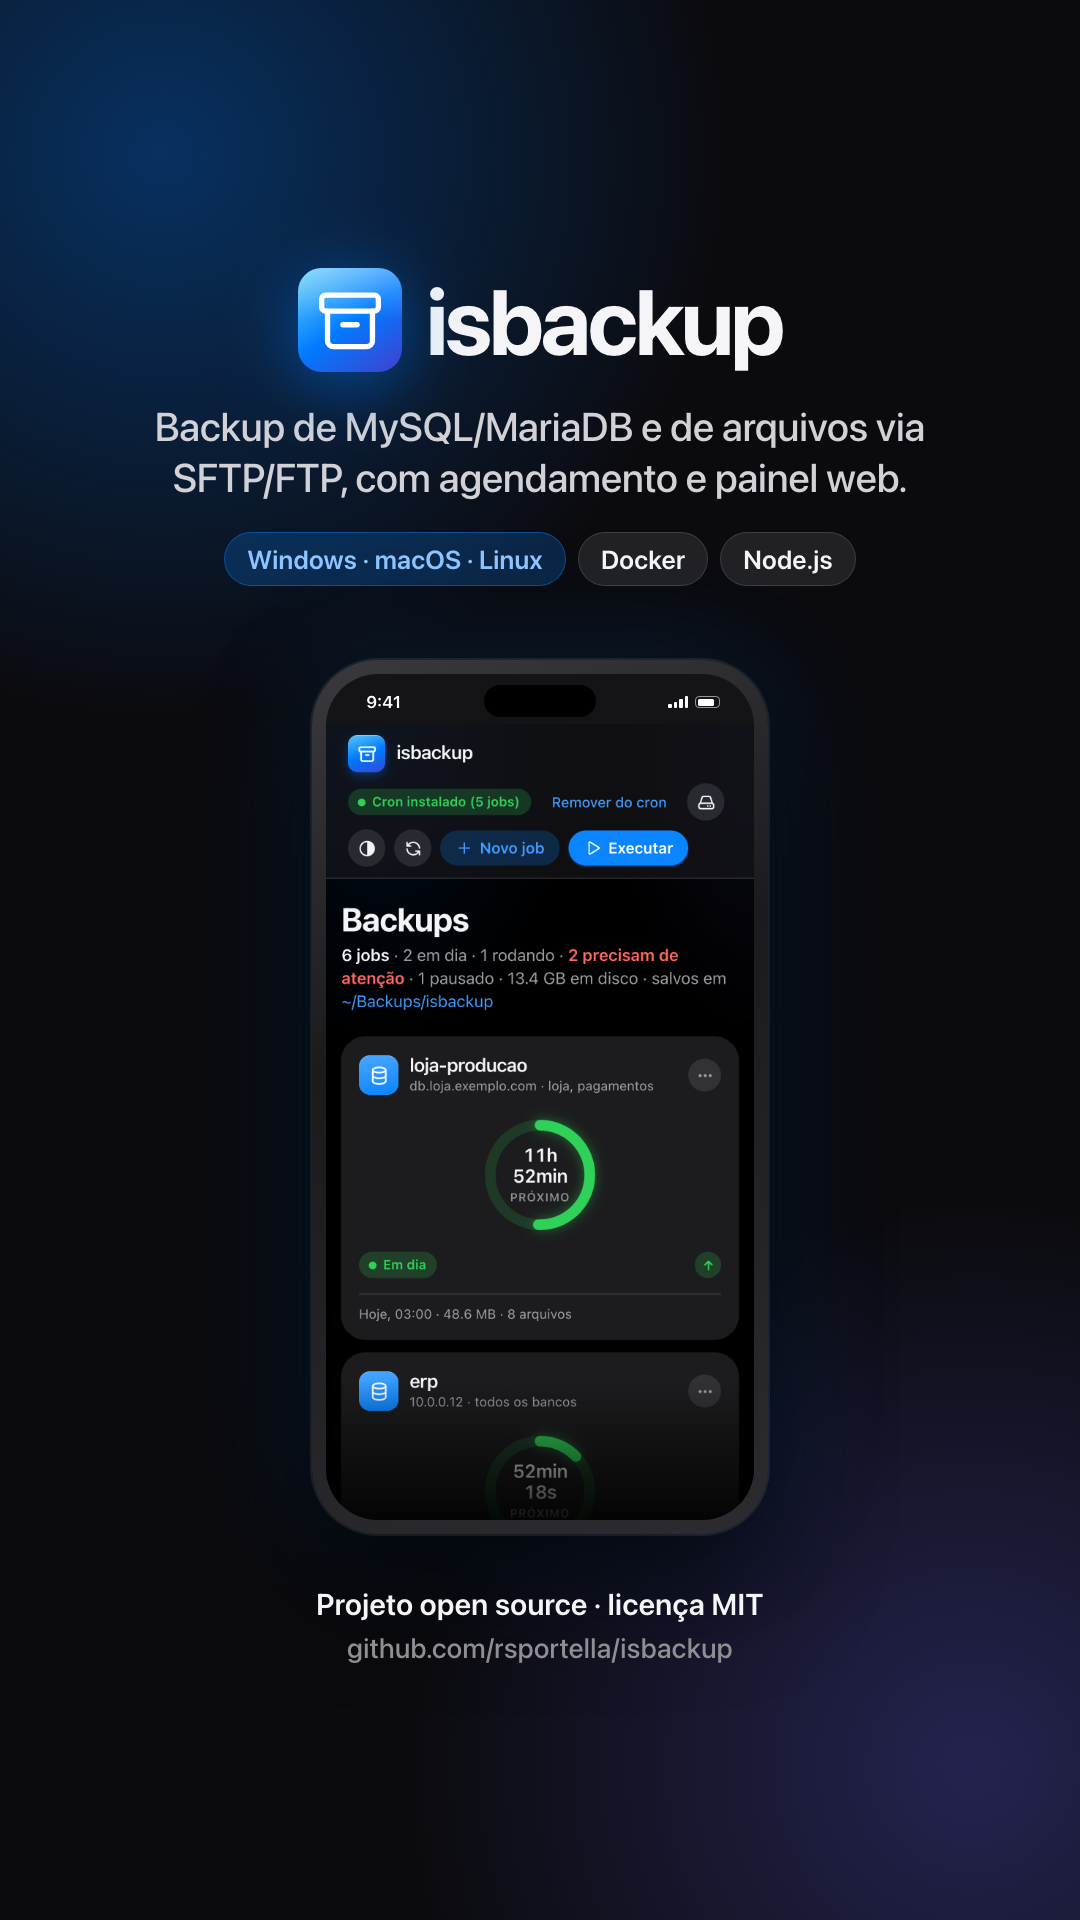 isbackup
Backup de MySQL/MariaDB e de arquivos via
SFTP/FTP, com agendamento e painel web.
Windows · macOS · Linux
Docker
Node.js
9:41
isbackup
Cron instalado (5 jobs)
Remover do cron
Novo job
Executar
Backups
6 jobs · 2 em dia · 1 rodando · 2 precisam de
atenção · 1 pausado · 13.4 GB em disco · salvos em
~/Backups/isbackup
loja-producao
db.loja.exemplo.com · loja, pagamentos
11h
52min
PRÓXIMO
Em dia
Hoje, 03:00 · 48.6 MB · 8 arquivos
erp
10.0.0.12 · todos os bancos
52min
18s
PRÓXIMO
Projeto open source · licença MIT
github.com/rsportella/isbackup